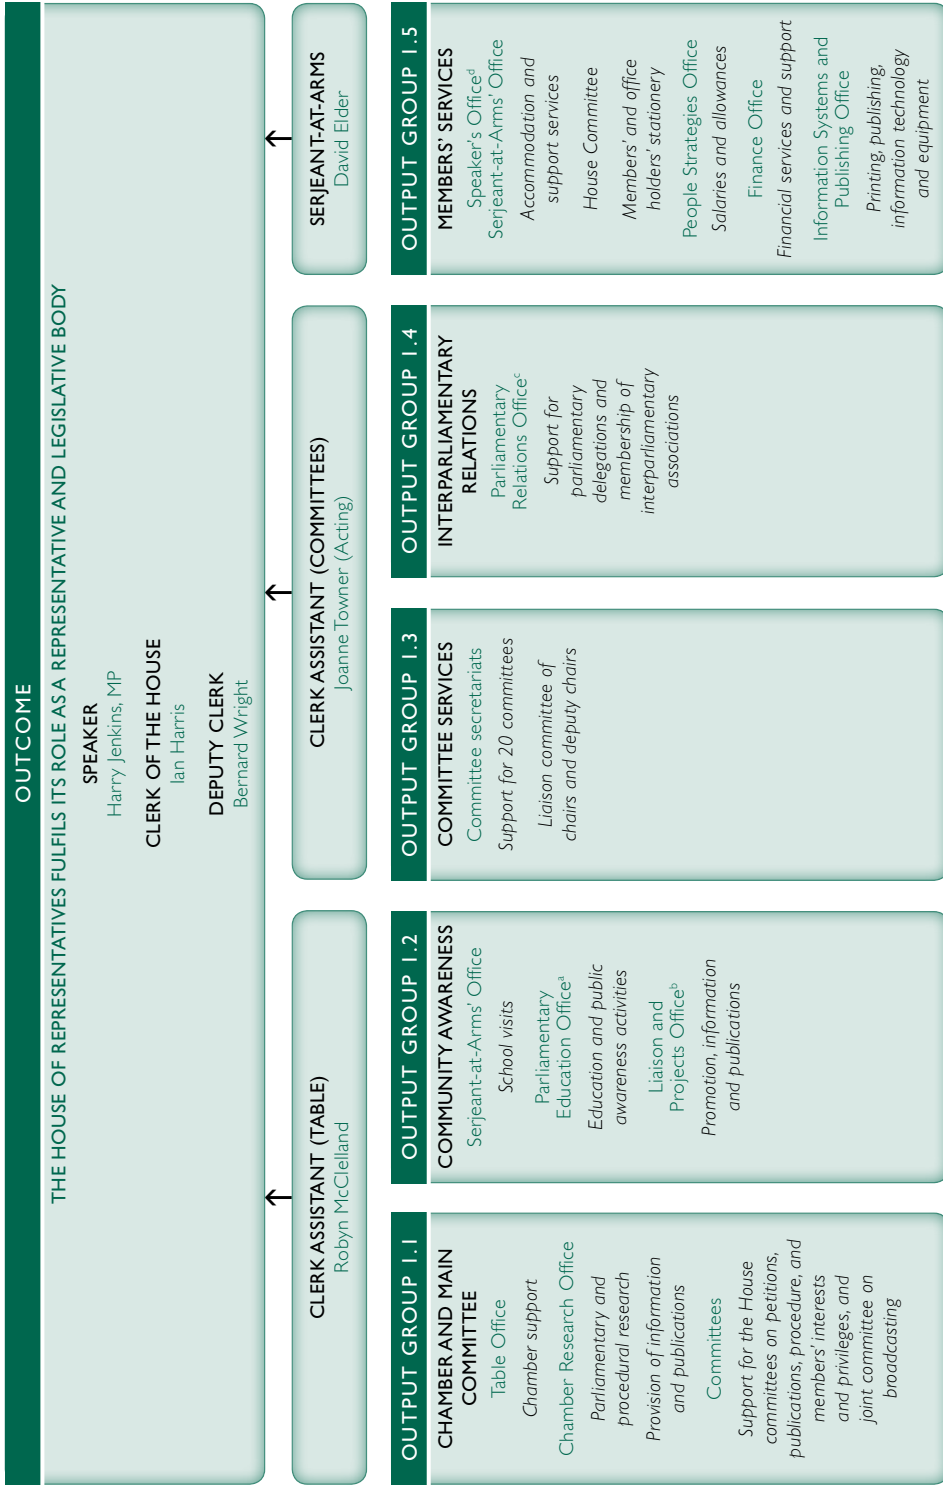 OUTCOME
THE HOUSE OF REPRESENTATIVES FULFILS ITS ROLE AS A REPRESENTATIVE AND LEGISLATIVE BODY
SPEAKER
Harry Jenkins, MP
CLERK OF THE HOUSE
Ian Harris
DEPUTY CLERK
Bernard Wright
CLERK ASSISTANT (TABLE)
Robyn McClelland
CLERK ASSISTANT (COMMITTEES)
Joanne Towner (Acting)
SERJEANT-AT-ARMS
David Elder
OUTPUT GROUP 1.1
CHAMBER AND MAIN
COMMITTEE
Table Office
Chamber support
Chamber Research Office
Parliamentary and
procedural research
Provision of information
and publications
Committees
Support for the House
committees on petitions,
publications, procedure, and
members' interests
and privileges, and
joint committee on
broadcasting
OUTPUT GROUP 1.2
COMMUNITY AWARENESS
Serjeant-at-Arms' Office
School visits
Parliamentary
Education Officeᵃ
Education and public
awareness activities
Liaison and
Projects Officeᵇ
Promotion, information
and publications
OUTPUT GROUP 1.3
COMMITTEE SERVICES
Committee secretariats
Support for 20 committees
Liaison committee of
chairs and deputy chairs
OUTPUT GROUP 1.4
INTERPARLIAMENTARY
RELATIONS
Parliamentary
Relations Officeᶜ
Support for
parliamentary
delegations and
membership of
interparliamentary
associations
OUTPUT GROUP 1.5
MEMBERS' SERVICES
Speaker's Officeᵈ
Serjeant-at-Arms' Office
Accommodation and
support services
House Committee
Members' and office
holders' stationery
People Strategies Office
Salaries and allowances
Finance Office
Financial services and support
Information Systems and
Publishing Office
Printing, publishing,
information technology
and equipment